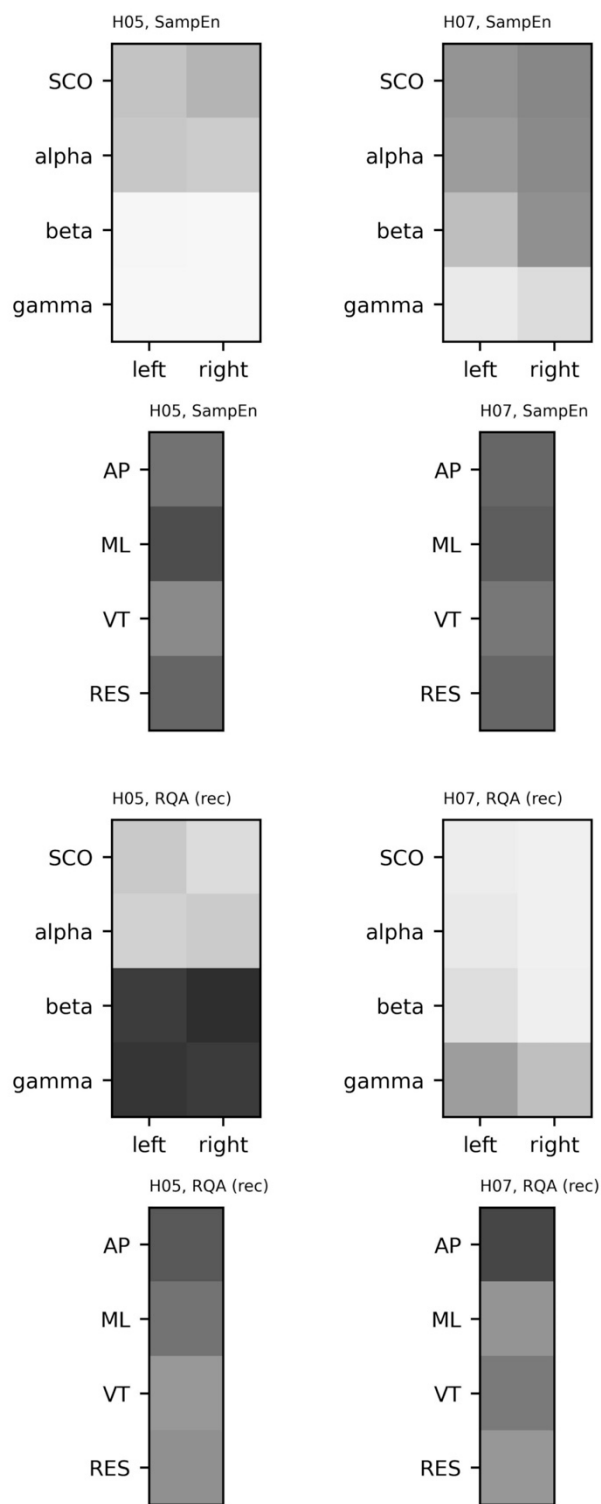 H05, SampEn
SCO
alpha
beta
gamma
left right
H07, SampEn
SCO
alpha
beta
gamma
left right
H05, SampEn
AP
ML
VT
RES
H07, SampEn
AP
ML
VT
RES
H05, RQA (rec)
SCO
alpha
beta
gamma
left right
H07, RQA (rec)
SCO
alpha
beta
gamma
left right
H05, RQA (rec)
AP
ML
VT
RES
H07, RQA (rec)
AP
ML
VT
RES